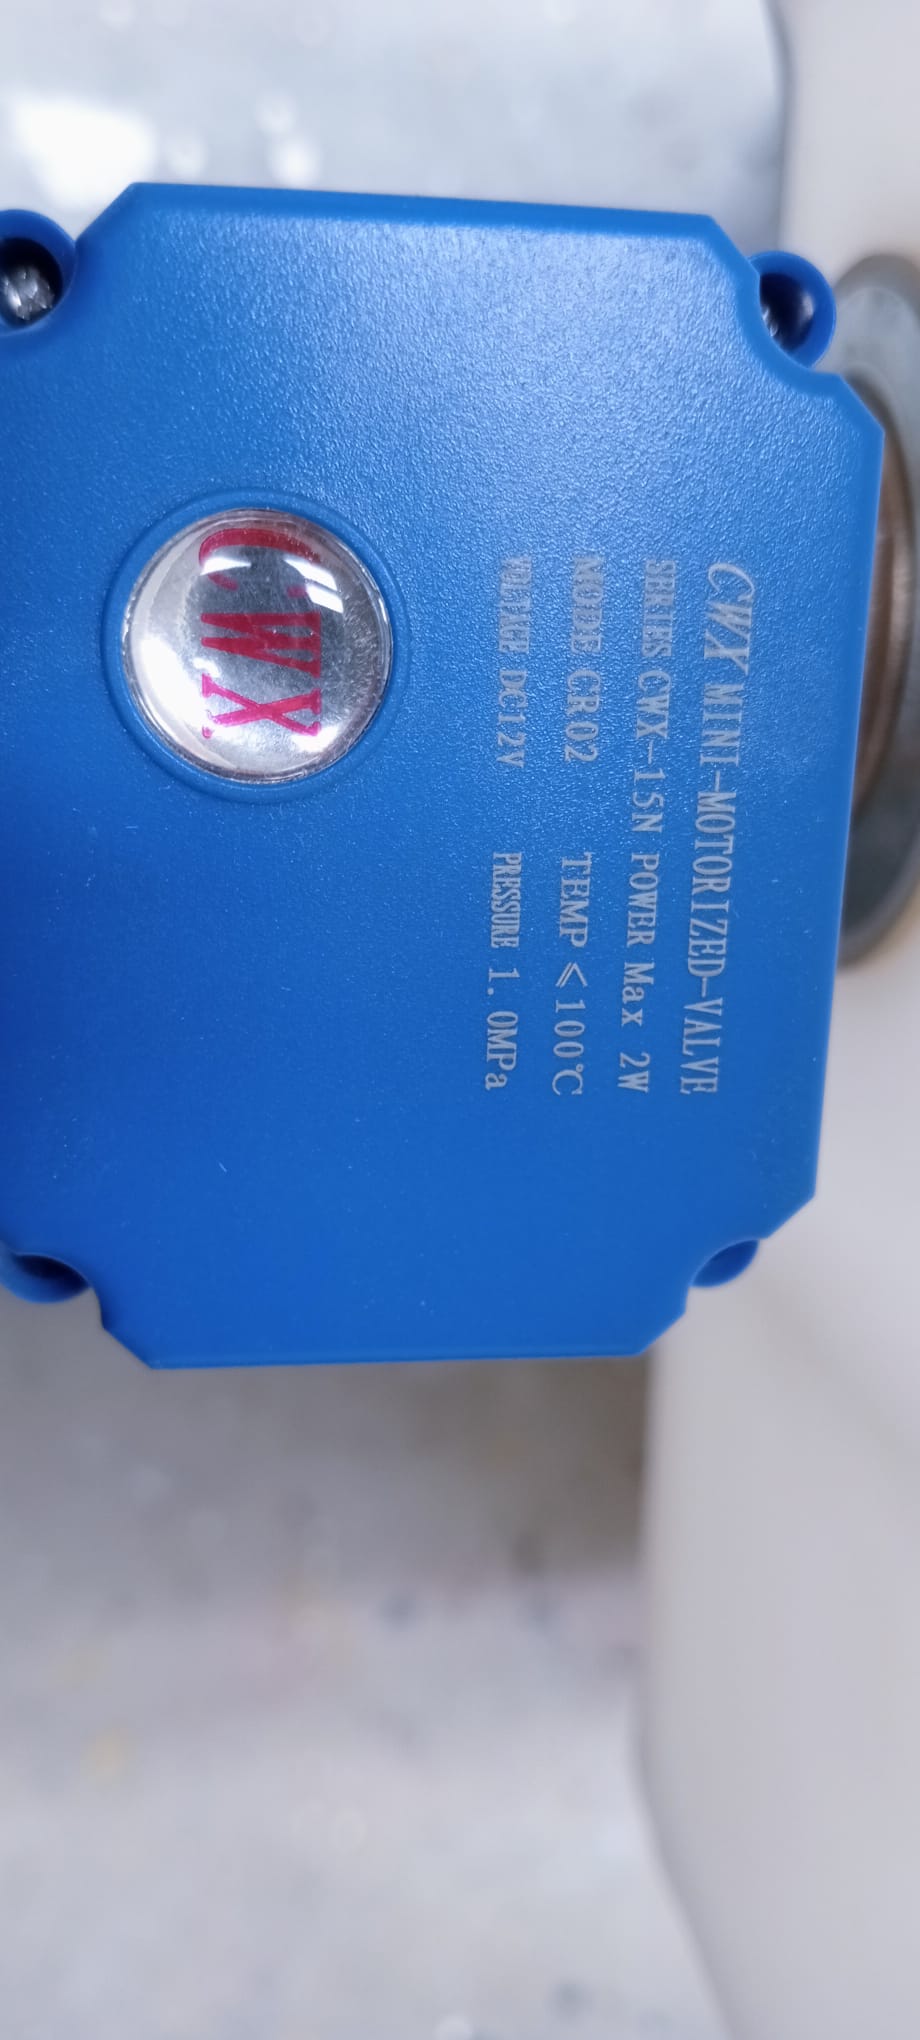 CWX MINI-MOTORIZED-VALVE
SERIES CWX-15N POWER Max 2W
MODE CR02 TEMP ≤100℃
VOLTAGE DC12V PRESSURE 1.0MPa
CWX